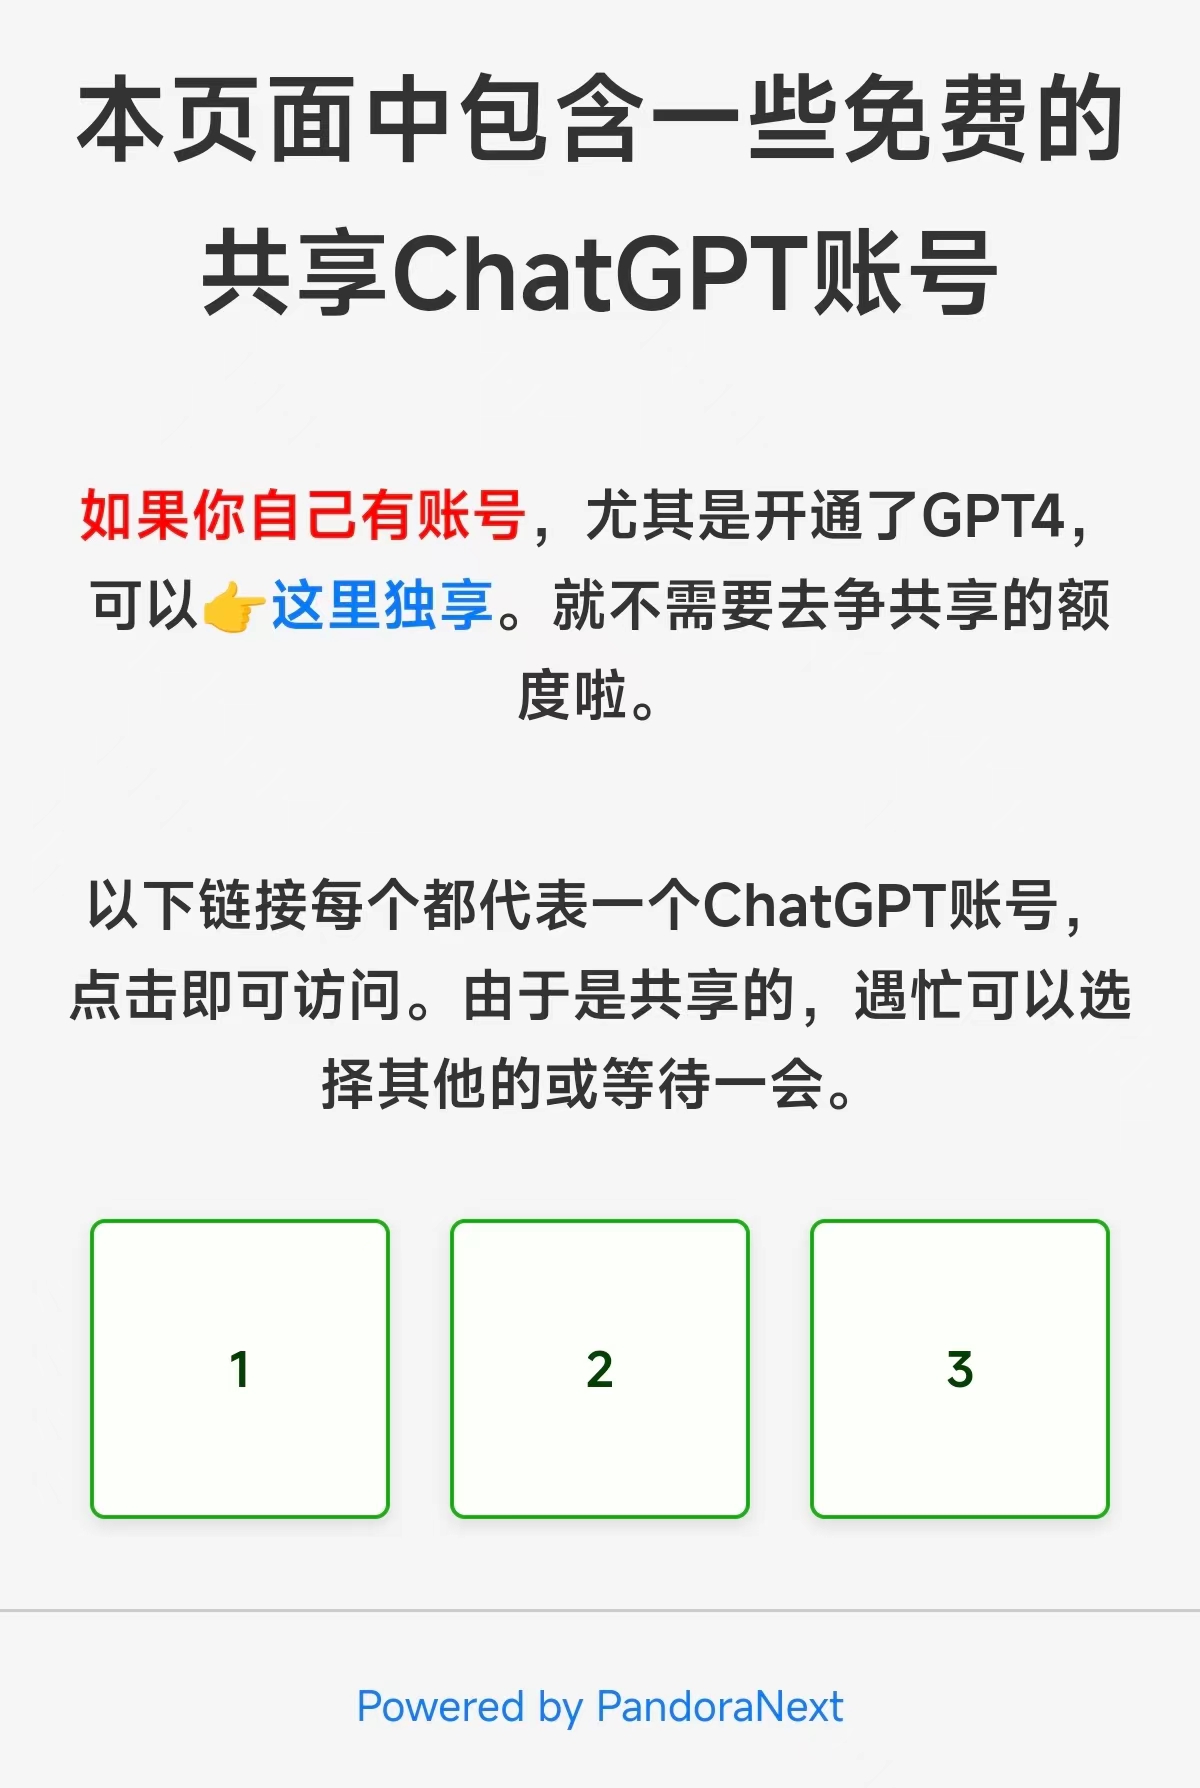 本页面中包含一些免费的
共享ChatGPT账号
如果你自己有账号，尤其是开通了GPT4，
可以👉这里独享。就不需要去争共享的额
度啦。
以下链接每个都代表一个ChatGPT账号，
点击即可访问。由于是共享的，遇忙可以选
择其他的或等待一会。
1
2
3
Powered by PandoraNext